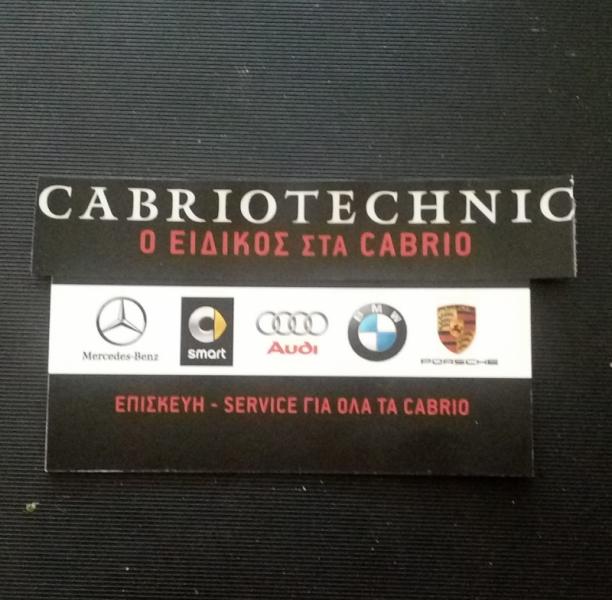 CABRIOTECHNIC
Ο ΕΙΔΙΚΟΣ ΣΤΑ CABRIO
Mercedes-Benz
smart
Audi
BMW
PORSCHE
ΕΠΙΣΚΕΥΗ - SERVICE ΓΙΑ ΟΛΑ ΤΑ CABRIO